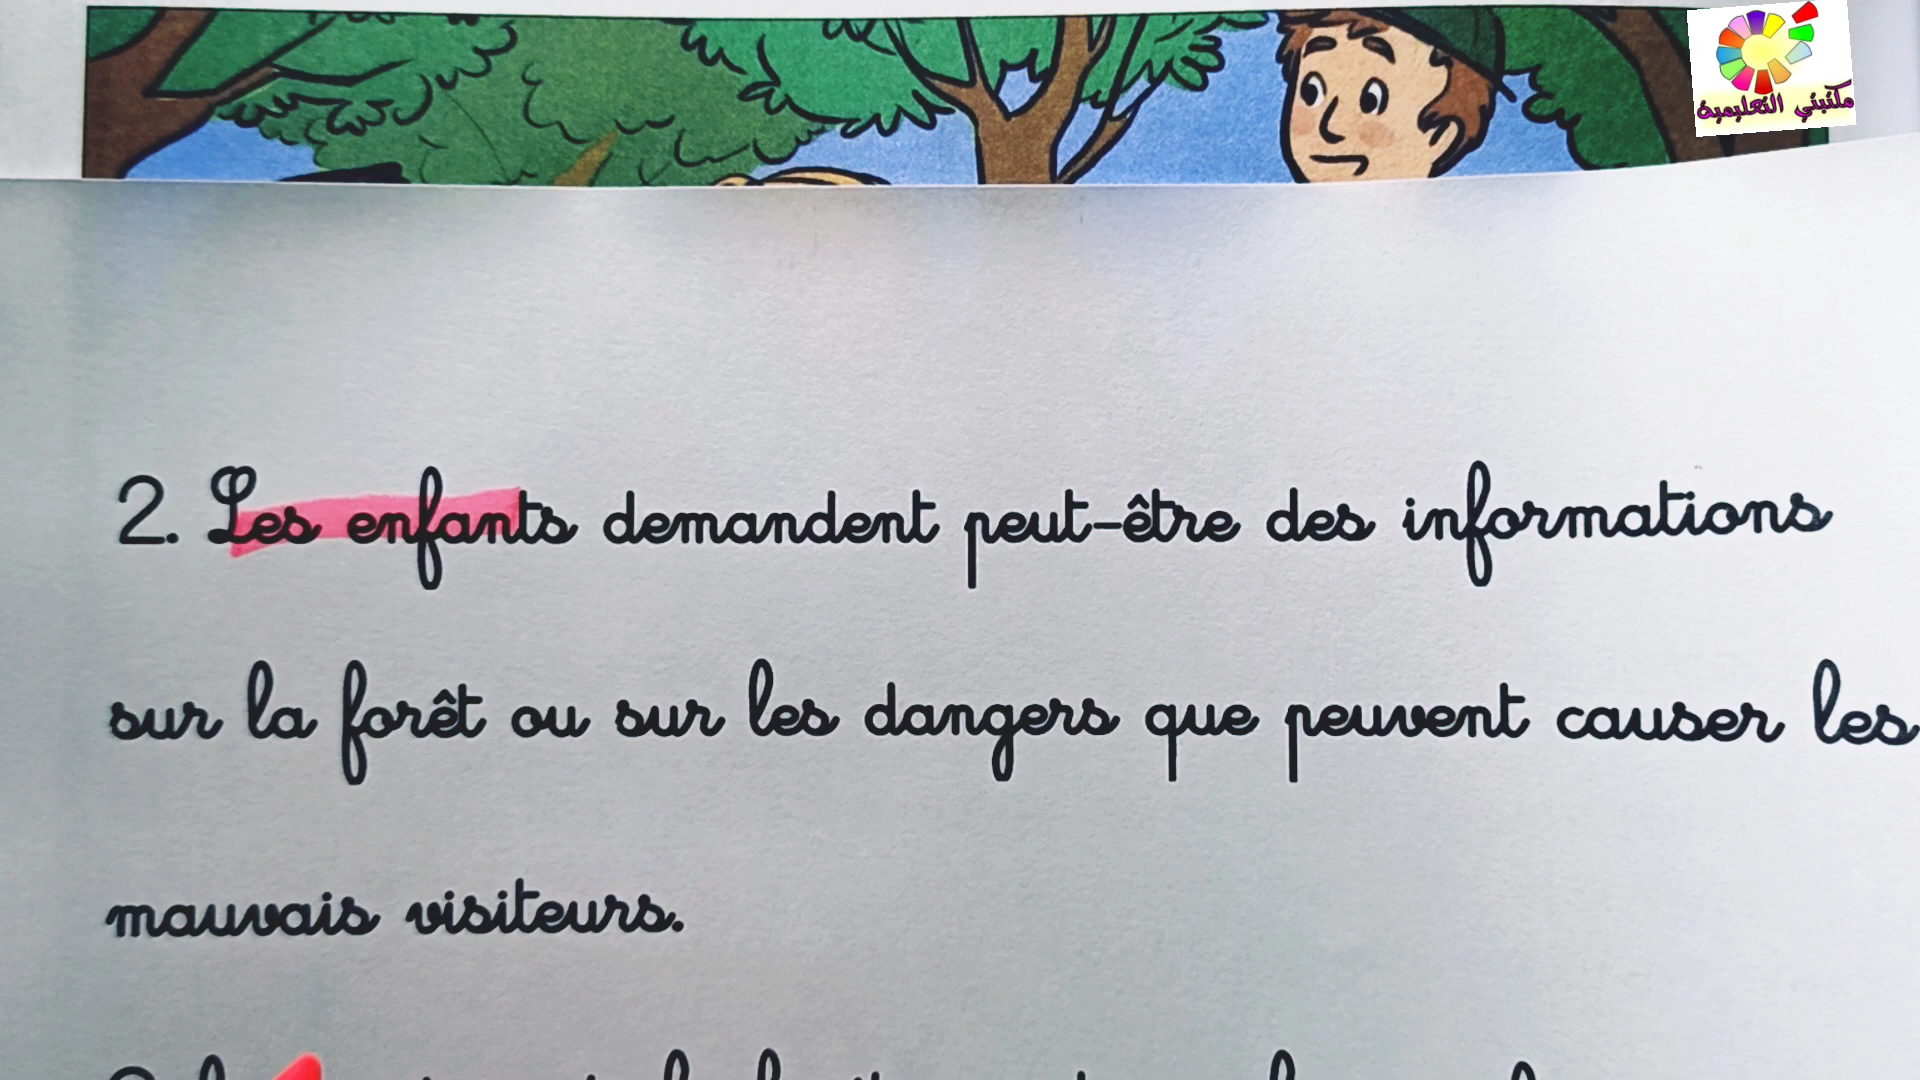 مكتبتي التعليمية
2. Les enfants demandent peut-être des informations
sur la forêt ou sur les dangers que peuvent causer les
mauvais visiteurs.